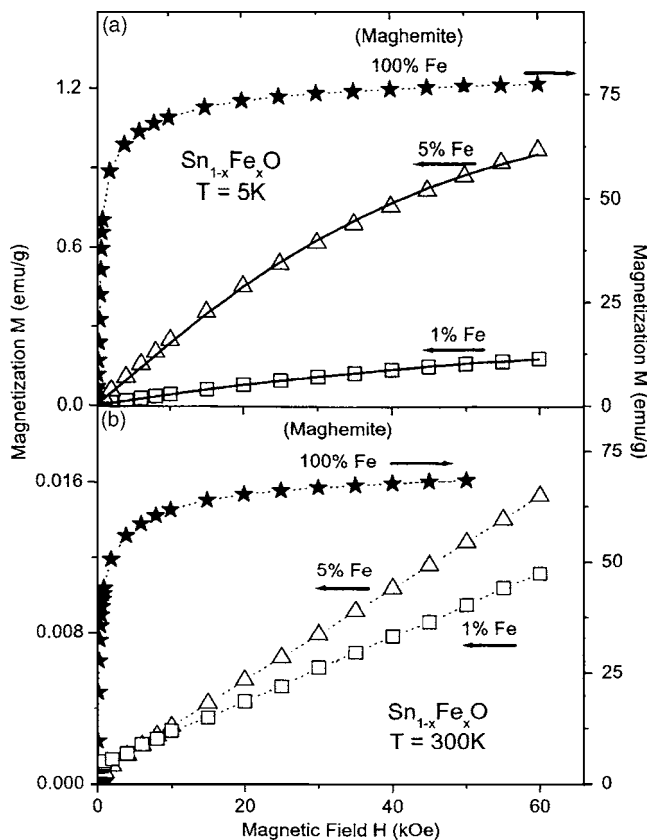 (a)
(Maghemite)
100% Fe
5% Fe
Sn1-xFexO
T = 5K
1% Fe
1.2
0.6
0.0
75
50
25
0
Magnetization M (emu/g)
Magnetization M (emu/g)
(b)
(Maghemite)
100% Fe
5% Fe
1% Fe
Sn1-xFexO
T = 300K
0.016
0.008
0.000
75
50
25
0
0
20
40
60
Magnetic Field H (kOe)